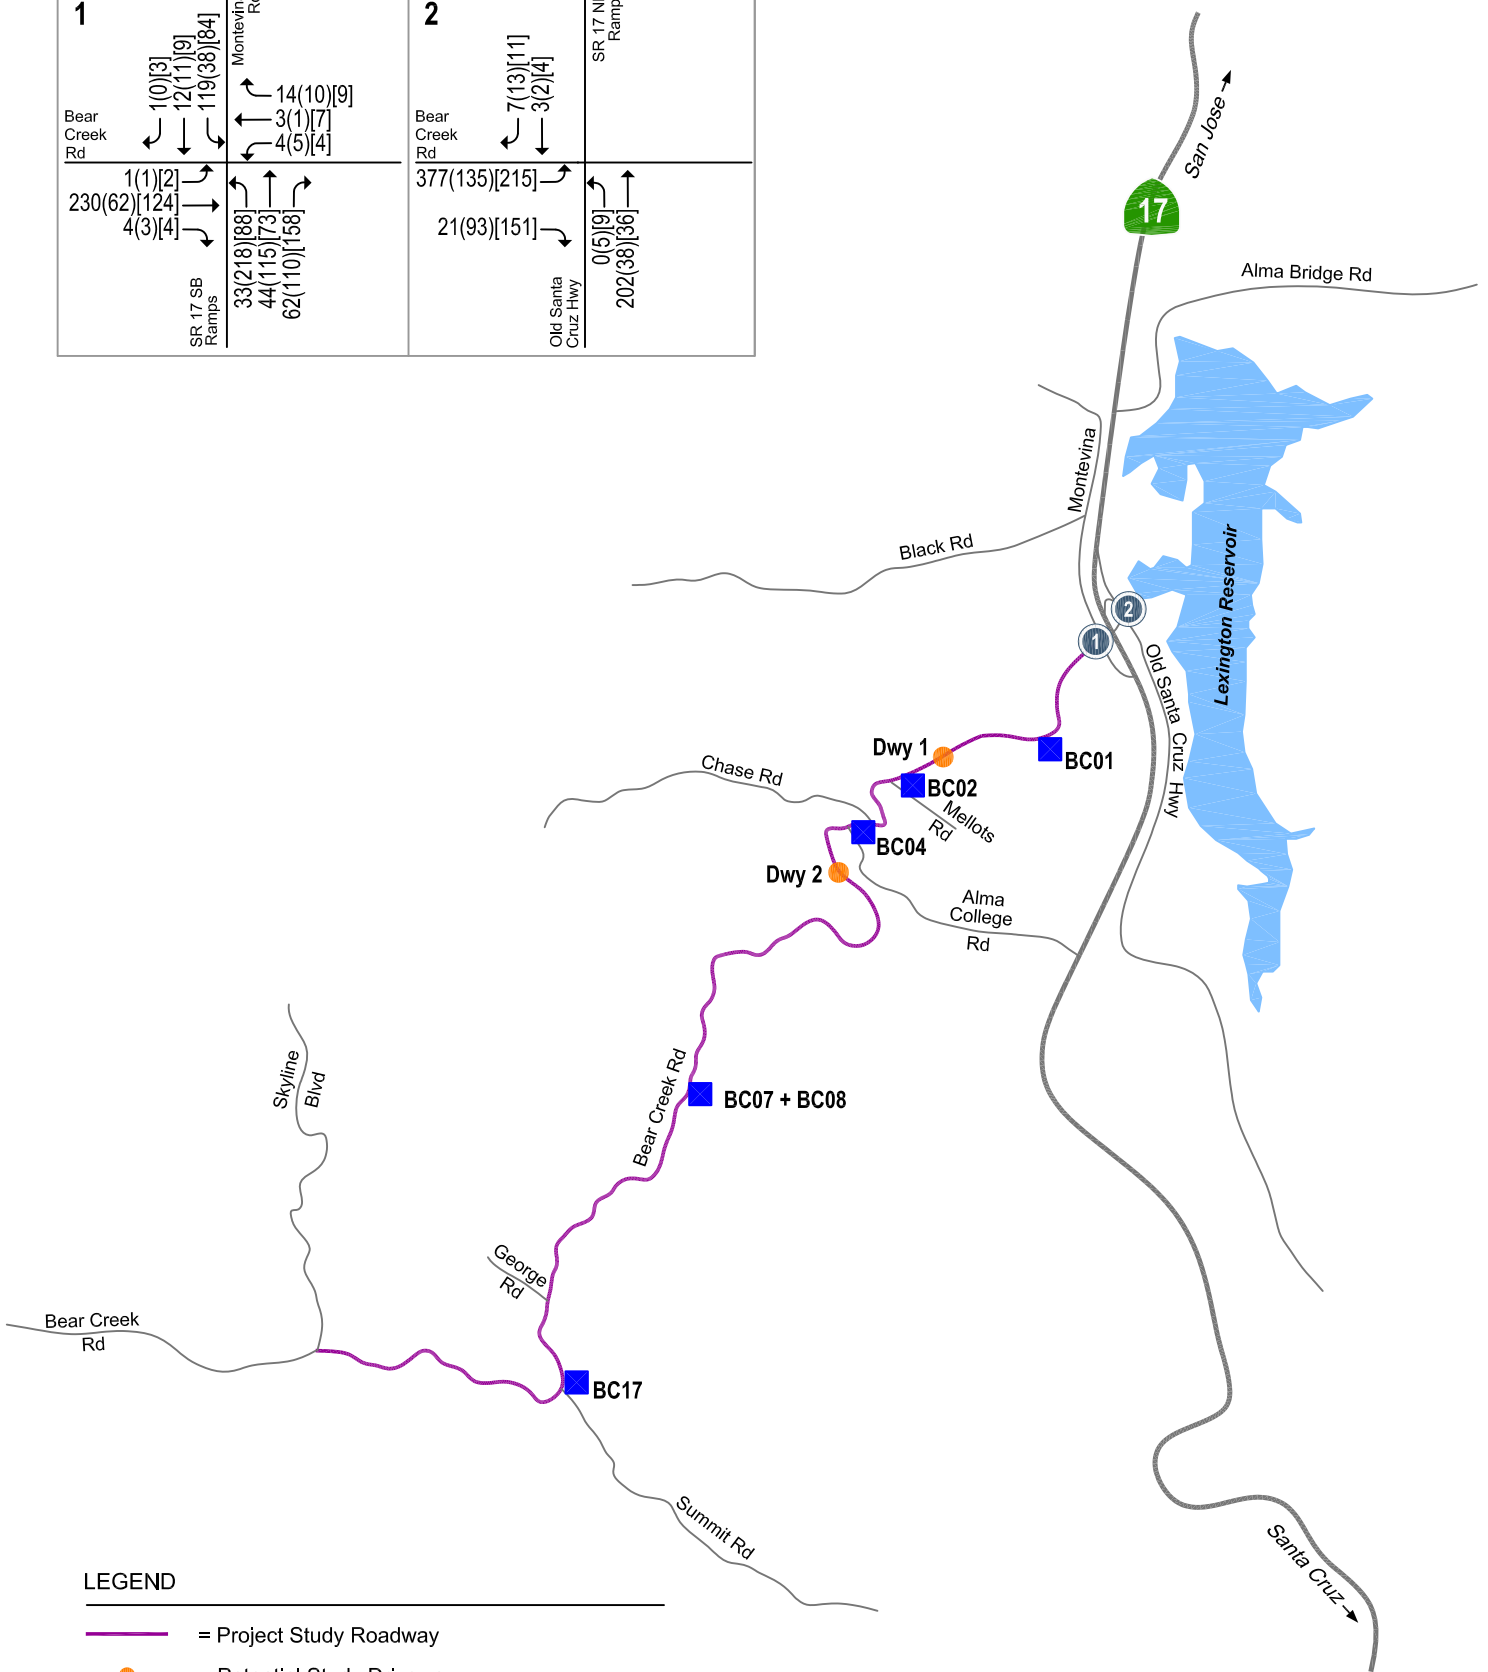 1
1(0)[3]
12(11)[9]
119(38)[84]
14(10)[9]
3(1)[7]
4(5)[4]
Bear
Creek
Rd
1(1)[2]
230(62)[124]
4(3)[4]
33(218)[88]
44(115)[73]
62(110)[158]
SR 17 SB
Ramps
2
SR 17
7(13)[11]
3(2)[4]
Bear
Creek
Rd
377(135)[215]
21(93)[151]
0(5)[9]
202(38)[36]
Old Santa
Cruz Hwy
San Jose
17
Alma Bridge Rd
Montevina
Black Rd
Lexington Reservoir
2
1
Old Santa Cruz Hwy
Dwy 1
BC01
Chase Rd
BC02
Mellots
Rd
BC04
Dwy 2
Alma
College
Rd
Skyline
Blvd
Bear Creek Rd
BC07 + BC08
George
Rd
Bear Creek
Rd
BC17
Summit Rd
Santa Cruz
LEGEND
= Project Study Roadway